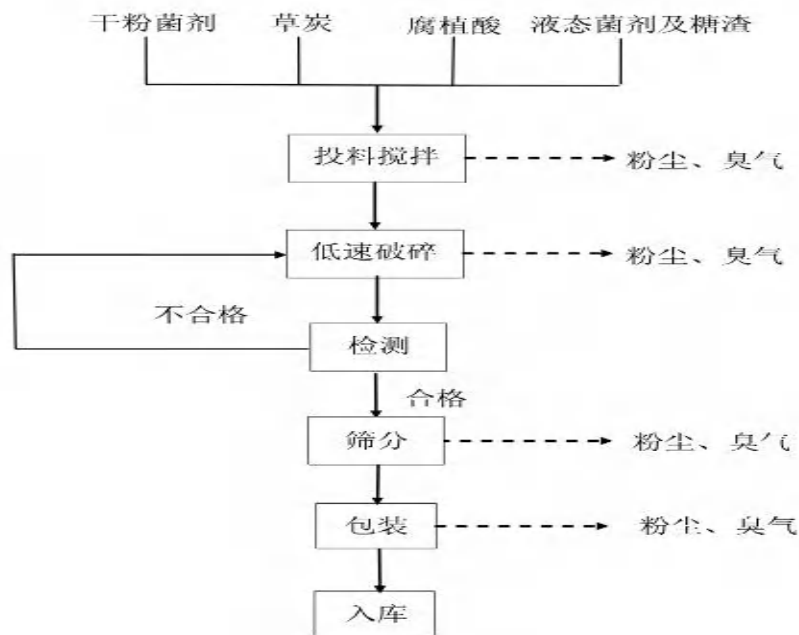 干粉菌剂 草炭 腐植酸 液态菌剂及糖渣
投料搅拌 粉尘、臭气
低速破碎 粉尘、臭气
不合格
检测
合格
筛分 粉尘、臭气
包装 粉尘、臭气
入库